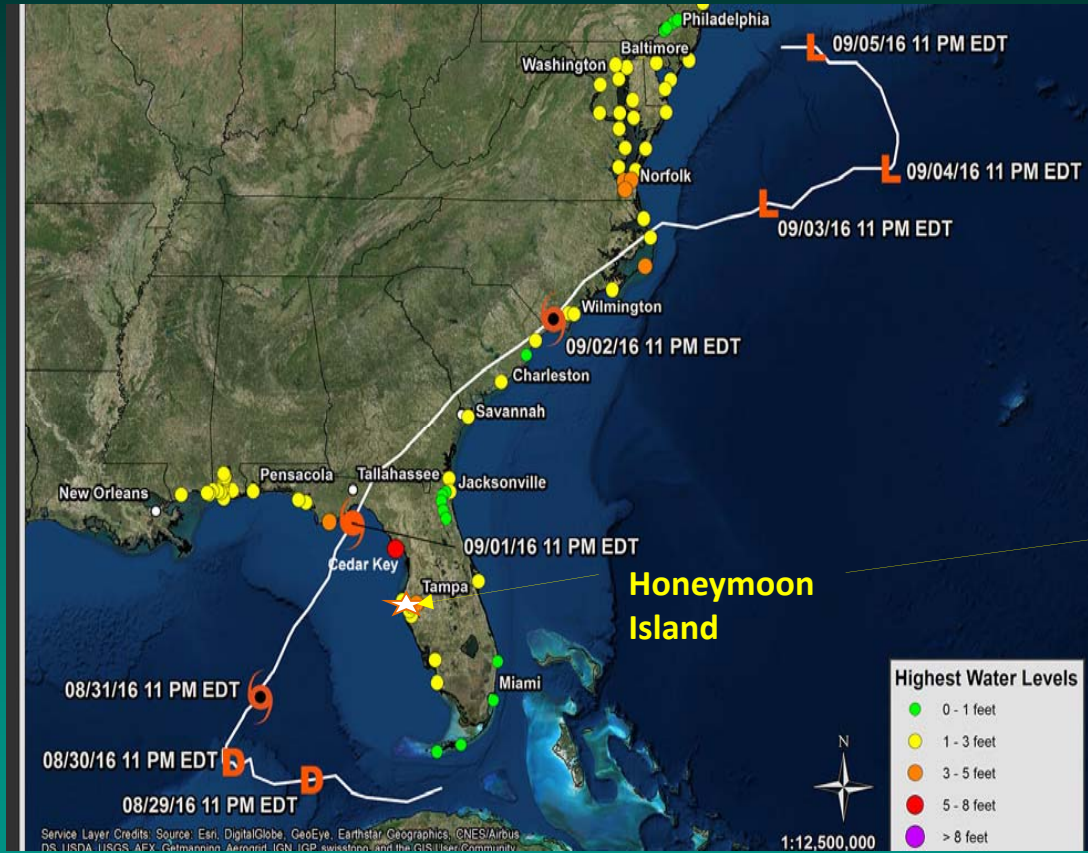 Philadelphia
Baltimore
Washington
09/05/16 11 PM EDT
L
Norfolk
L
09/04/16 11 PM EDT
L
09/03/16 11 PM EDT
Wilmington
09/02/16 11 PM EDT
Charleston
Savannah
Pensacola
Tallahassee
Jacksonville
New Orleans
09/01/16 11 PM EDT
Cedar Key
Tampa
Honeymoon
Island
08/31/16 11 PM EDT
Miami
08/30/16 11 PM EDT
D
D
08/29/16 11 PM EDT
Highest Water Levels
0 - 1 feet
1 - 3 feet
3 - 5 feet
5 - 8 feet
> 8 feet
N
1:12,500,000
Service Layer Credits: Source: Esri, DigitalGlobe, GeoEye, Earthstar Geographics, CNES/Airbus
DS, USDA, USGS, AEX, Getmapping, Aerogrid, IGN, IGP, swisstopo, and the GIS User Community